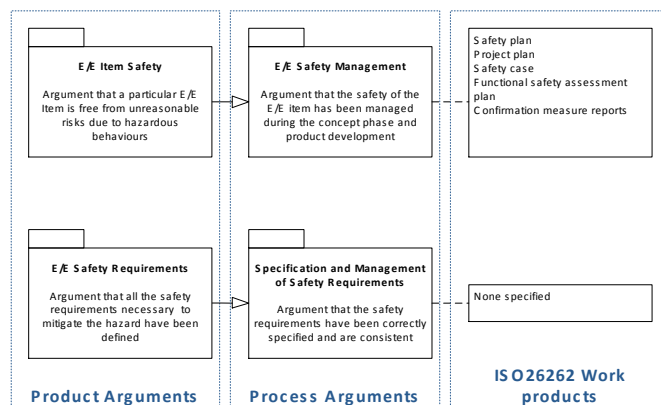 E/E Item Safety
Argument that a particular E/E
Item is free from unreasonable
risks due to hazardous
behaviours
E/E Safety Management
Argument that the safety of the
E/E item has been managed
during the concept phase and
product development
Safety plan
Project plan
Safety case
Functional safety assessment
plan
Confirmation measure reports
E/E Safety Requirements
Argument that all the safety
requirements necessary to
mitigate the hazard have been
defined
Specification and Management
of Safety Requirements
Argument that the safety
requirements have been correctly
specified and are consistent
None specified
Product Arguments
Process Arguments
ISO26262 Work
products